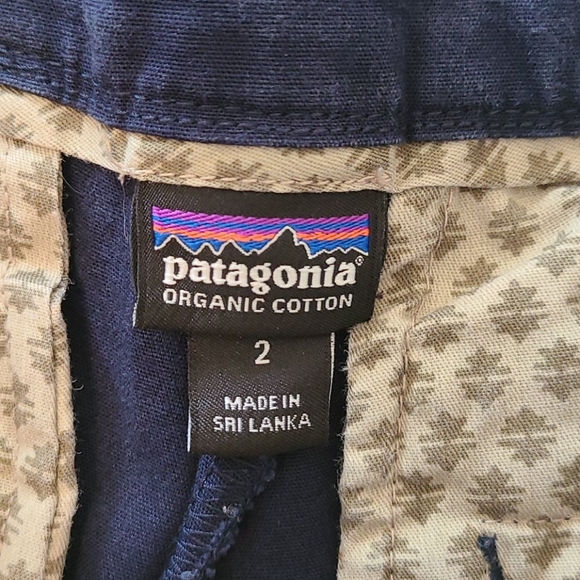 patagonia®
ORGANIC COTTON
2
MADE IN
SRI LANKA